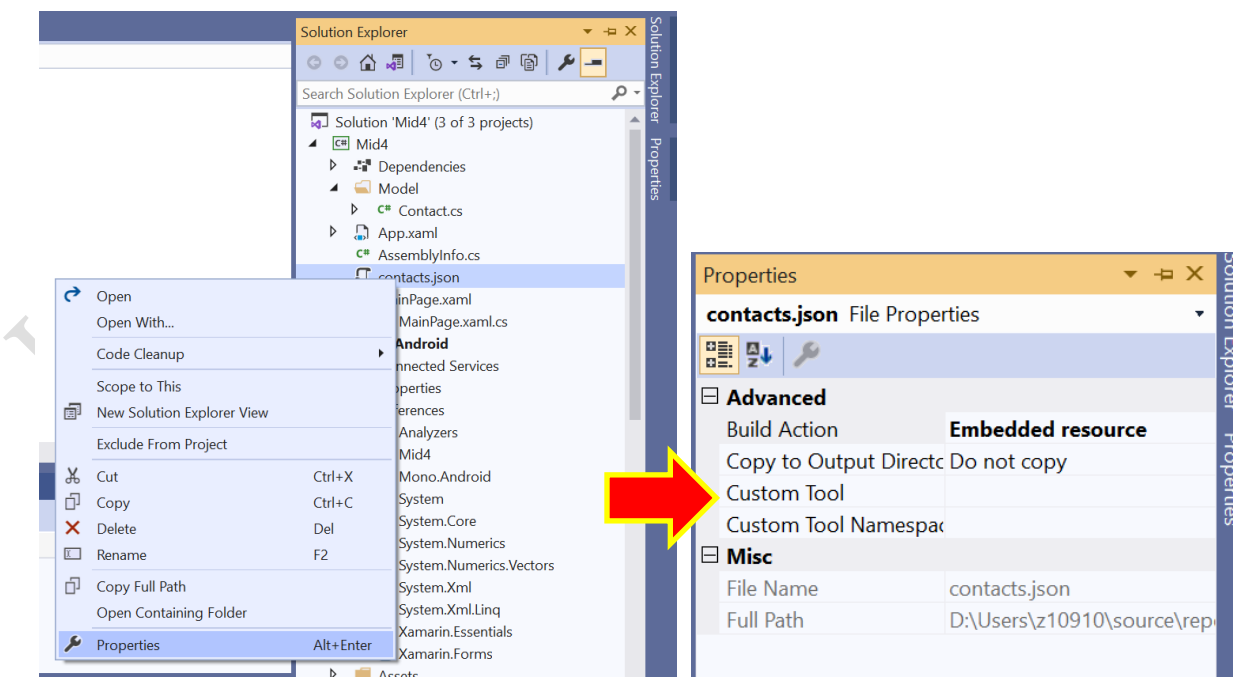 Solution Explorer
Search Solution Explorer (Ctrl+;)
Solution 'Mid4' (3 of 3 projects)
C# Mid4
Dependencies
Model
C# Contact.cs
App.xaml
C# AssemblyInfo.cs
contacts.json
inPage.xaml
MainPage.xaml.cs
Android
nnected Services
perties
erences
Analyzers
Mid4
Mono.Android
System
System.Core
System.Numerics
System.Numerics.Vectors
System.Xml
System.Xml.Linq
Xamarin.Essentials
Xamarin.Forms
Assets
Open
Open With...
Code Cleanup
Scope to This
New Solution Explorer View
Exclude From Project
Cut Ctrl+X
Copy Ctrl+C
Delete Del
Rename F2
Copy Full Path
Open Containing Folder
Properties Alt+Enter
Solution Explorer
Properties
Properties
contacts.json File Properties
Advanced
Build Action Embedded resource
Copy to Output Directo Do not copy
Custom Tool
Custom Tool Namespac
Misc
File Name contacts.json
Full Path D:\Users\z10910\source\repo
Solution Explorer
Properties